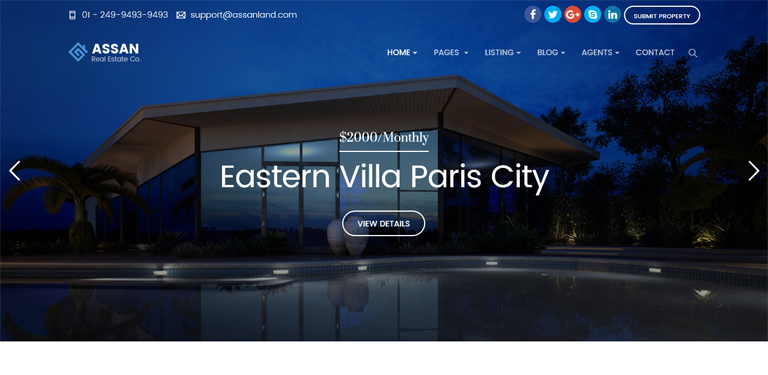 01 - 249-9493-9493 support@assanland.com SUBMIT PROPERTY
ASSAN
Real Estate Co.
HOME PAGES LISTING BLOG AGENTS CONTACT
$2000/Monthly
Eastern Villa Paris City
VIEW DETAILS